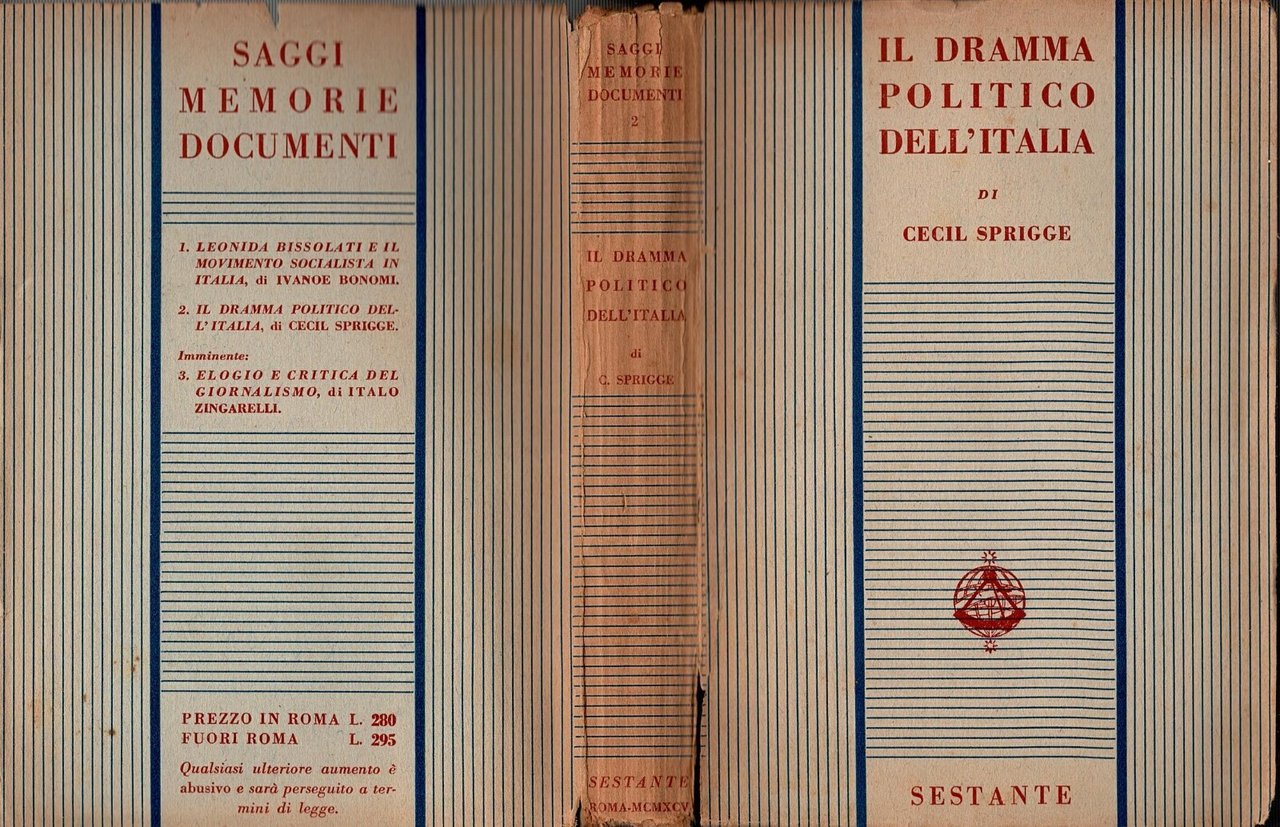 SAGGI
MEMORIE
DOCUMENTI
1. LEONIDA BISSOLATI E IL
MOVIMENTO SOCIALISTA IN
ITALIA, di IVANOE BONOMI.
2. IL DRAMMA POLITICO DEL-
L'ITALIA, di CECIL SPRIGGE.
Imminente:
3. ELOGIO E CRITICA DEL
GIORNALISMO, di ITALO
ZINGARELLI.
PREZZO IN ROMA L. 280
FUORI ROMA L. 295
Qualsiasi ulteriore aumento è
abusivo e sarà perseguito a ter-
mini di legge.
SAGGI
MEMORIE
DOCUMENTI
2
IL DRAMMA
POLITICO
DELL'ITALIA
di
C. SPRIGGE
SESTANTE
ROMA-MCMXCV
IL DRAMMA
POLITICO
DELL'ITALIA
DI
CECIL SPRIGGE
SESTANTE